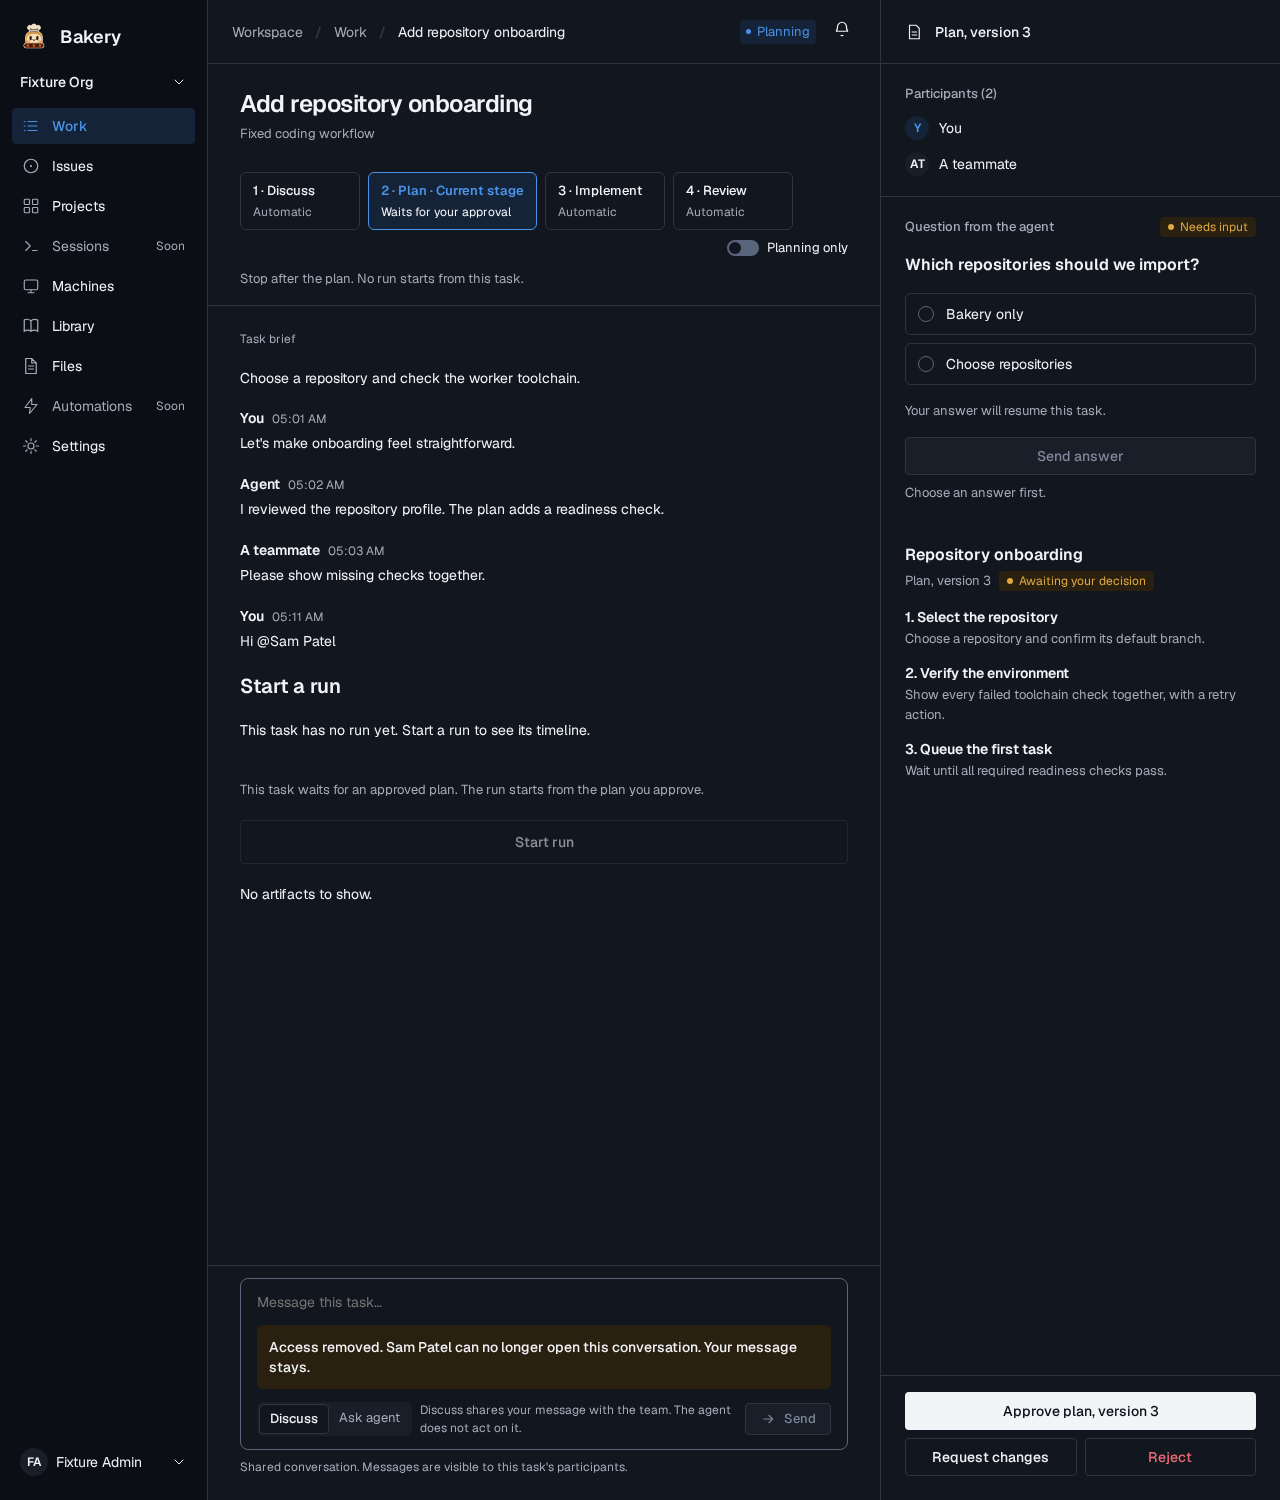 Bakery
Fixture Org
Work
Issues
Projects
Sessions Soon
Machines
Library
Files
Automations Soon
Settings
FA Fixture Admin
Workspace / Work / Add repository onboarding
Planning
Add repository onboarding
Fixed coding workflow
1 · Discuss
Automatic
2 · Plan · Current stage
Waits for your approval
3 · Implement
Automatic
4 · Review
Automatic
Planning only
Stop after the plan. No run starts from this task.
Task brief
Choose a repository and check the worker toolchain.
You 05:01 AM
Let's make onboarding feel straightforward.
Agent 05:02 AM
I reviewed the repository profile. The plan adds a readiness check.
A teammate 05:03 AM
Please show missing checks together.
You 05:11 AM
Hi @Sam Patel
Start a run
This task has no run yet. Start a run to see its timeline.
This task waits for an approved plan. The run starts from the plan you approve.
Start run
No artifacts to show.
Message this task...
Access removed. Sam Patel can no longer open this conversation. Your message
stays.
Discuss
Ask agent
Discuss shares your message with the team. The agent
does not act on it.
Send
Shared conversation. Messages are visible to this task's participants.
Plan, version 3
Participants (2)
Y You
AT A teammate
Question from the agent
Needs input
Which repositories should we import?
Bakery only
Choose repositories
Your answer will resume this task.
Send answer
Choose an answer first.
Repository onboarding
Plan, version 3 Awaiting your decision
1. Select the repository
Choose a repository and confirm its default branch.
2. Verify the environment
Show every failed toolchain check together, with a retry
action.
3. Queue the first task
Wait until all required readiness checks pass.
Approve plan, version 3
Request changes
Reject